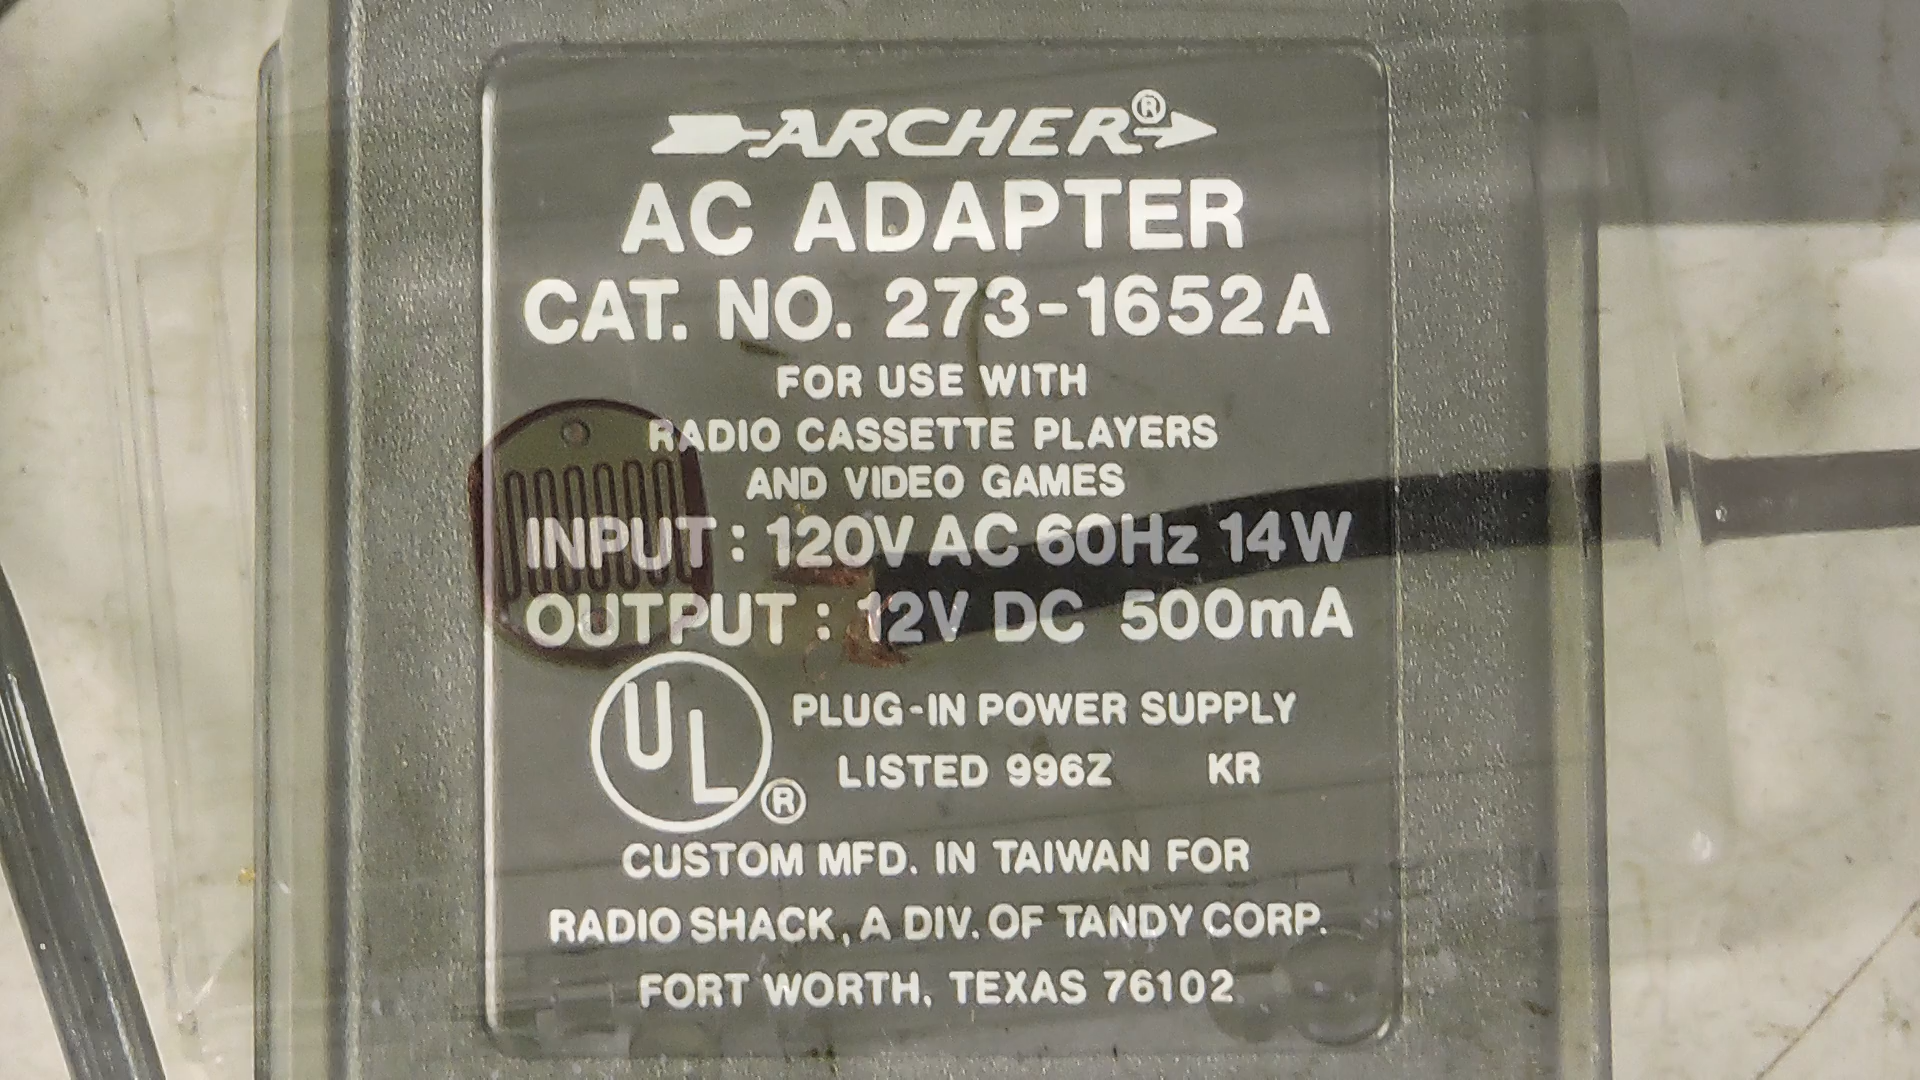 ARCHER®
AC ADAPTER
CAT. NO. 273-1652A
FOR USE WITH
RADIO CASSETTE PLAYERS
AND VIDEO GAMES
INPUT : 120V AC 60Hz 14W
OUTPUT : 12V DC 500mA
UL® PLUG-IN POWER SUPPLY
LISTED 996Z KR
CUSTOM MFD. IN TAIWAN FOR
RADIO SHACK, A DIV. OF TANDY CORP.
FORT WORTH, TEXAS 76102